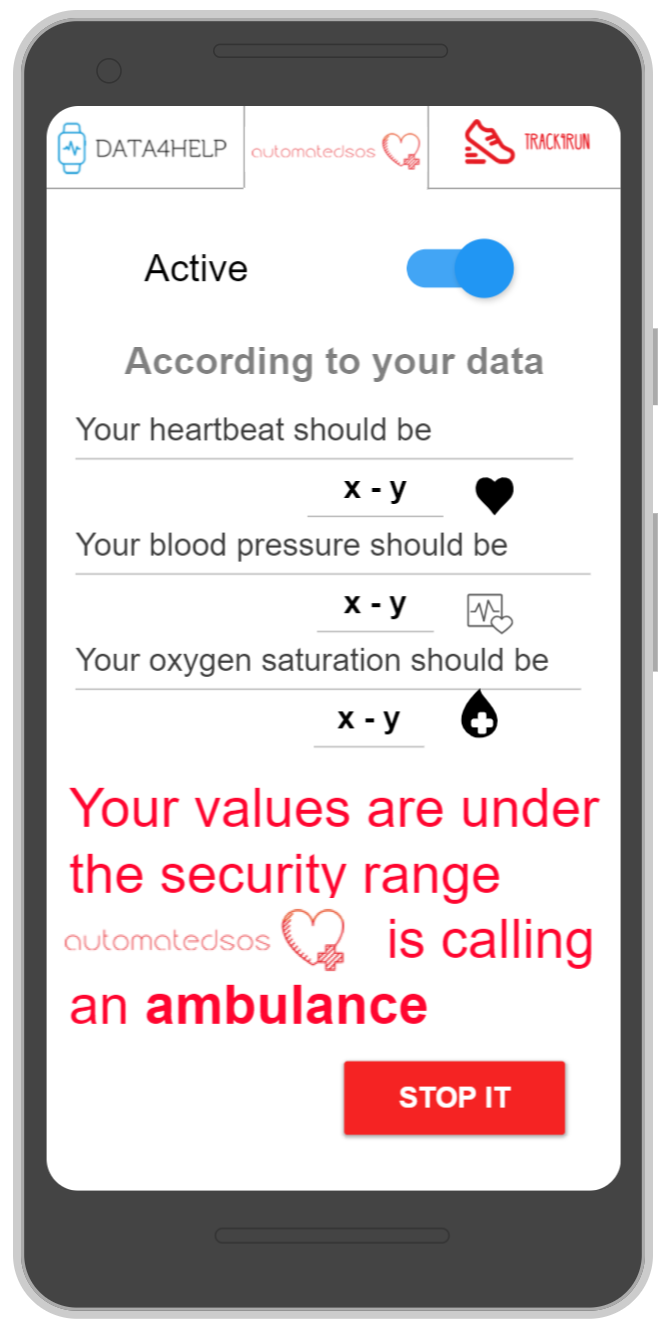 DATA4HELP
automatedsos
TRACK4RUN
Active
According to your data
Your heartbeat should be
x - y
Your blood pressure should be
x - y
Your oxygen saturation should be
x - y
Your values are under
the security range
automatedsos is calling
an ambulance
STOP IT